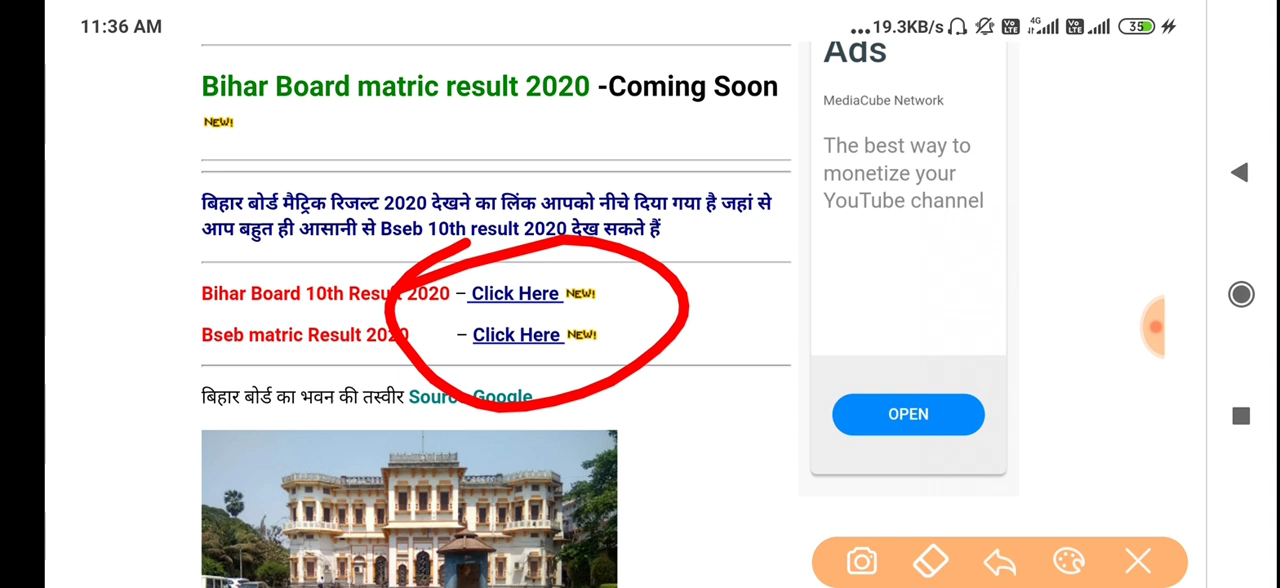 11:36 AM
...19.3KB/s
4G
35
Ads
Bihar Board matric result 2020 -Coming Soon
NEW!
MediaCube Network
The best way to
monetize your
YouTube channel
बिहार बोर्ड मैट्रिक रिजल्ट 2020 देखने का लिंक आपको नीचे दिया गया है जहां से
आप बहुत ही आसानी से Bseb 10th result 2020 देख सकते हैं
Bihar Board 10th Result 2020 – Click Here NEW!
Bseb matric Result 2020 – Click Here NEW!
बिहार बोर्ड का भवन की तस्वीर Source Google
OPEN